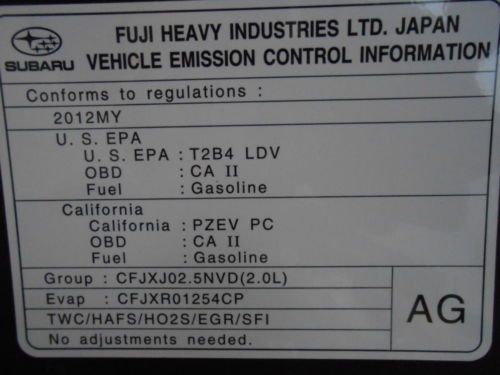 FUJI HEAVY INDUSTRIES LTD. JAPAN
SUBARU VEHICLE EMISSION CONTROL INFORMATION
Conforms to regulations :
2012MY
U. S. EPA
U. S. EPA : T2B4 LDV
OBD : CA II
Fuel : Gasoline
California
California : PZEV PC
OBD : CA II
Fuel : Gasoline
Group : CFJXJ02.5NVD(2.0L)
Evap : CFJXR01254CP
TWC/HAFS/HO2S/EGR/SFI
No adjustments needed.
AG